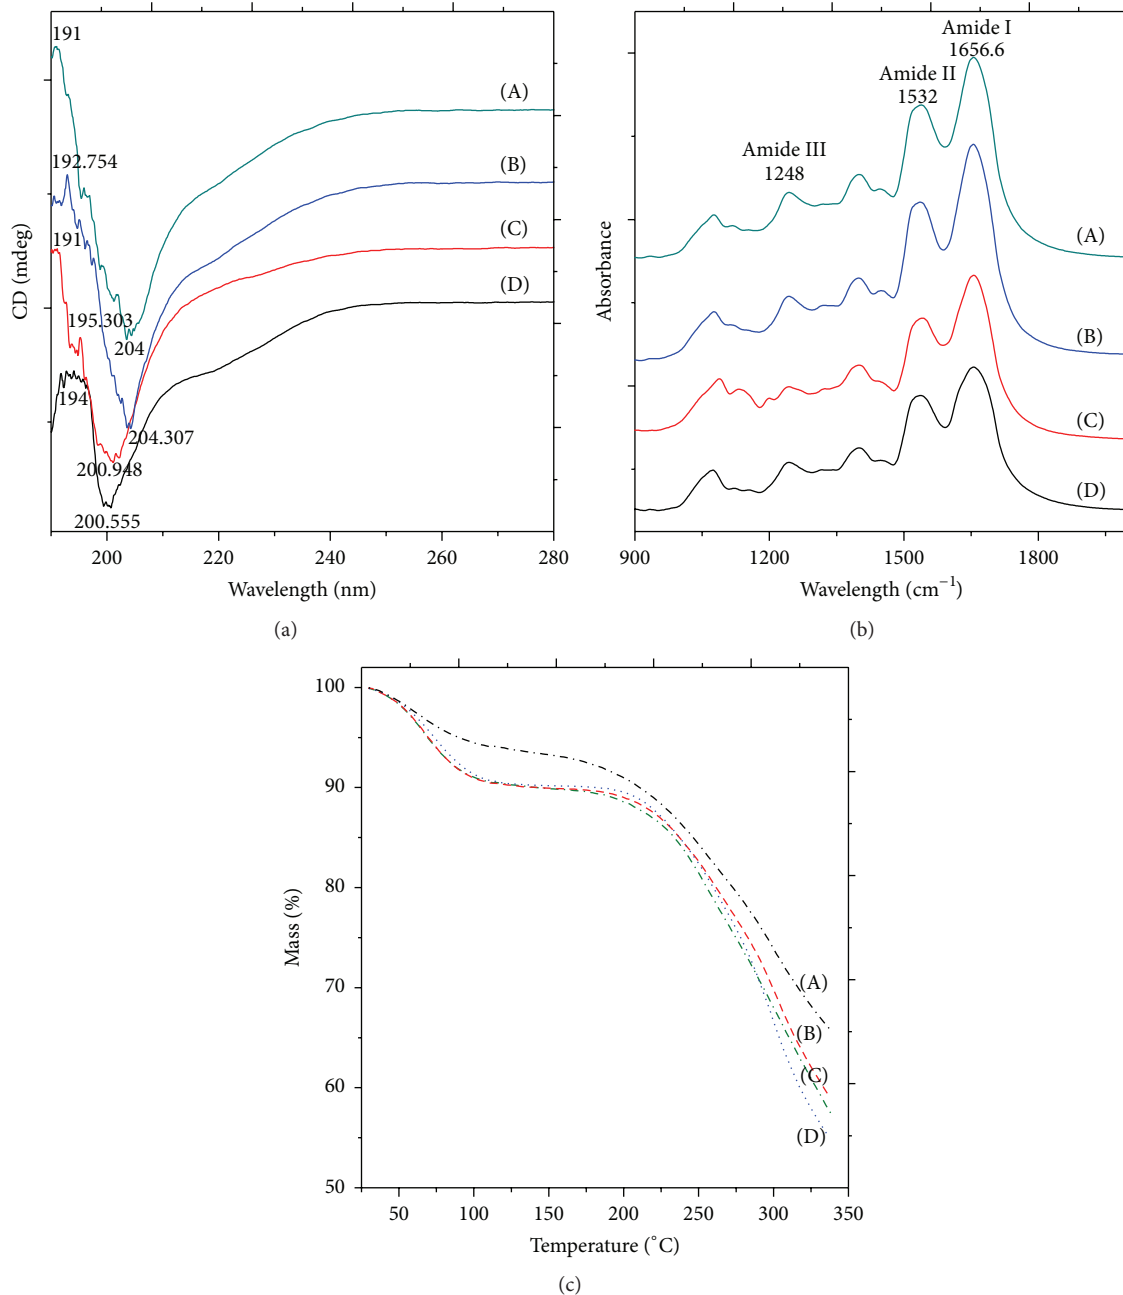 191
(A)
192.754
(B)
191
(C)
195.303
(D)
204
194
204.307
200.948
200.555
CD (mdeg)
200 220 240 260 280
Wavelength (nm)
(a)
Amide I
1656.6
Amide II
1532
Amide III
1248
(A)
(B)
(C)
(D)
Absorbance
900 1200 1500 1800
Wavelength (cm⁻¹)
(b)
100
90
80
70
60
50
Mass (%)
(A)
(B)
(C)
(D)
50 100 150 200 250 300 350
Temperature (°C)
(c)